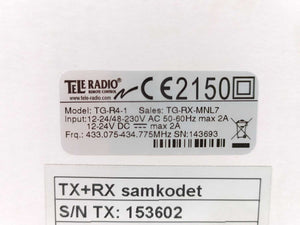 TELE RADIO
REMOTE CONTROL
www.tele-radio.com
CE 2150
Model: TG-R4-1 Sales: TG-RX-MNL7
Input:12-24/48-230V AC 50-60Hz max 2A
12-24V DC max 2A
Frq.: 433.075-434.775MHz SN:143693
TX+RX samkodet
S/N TX: 153602